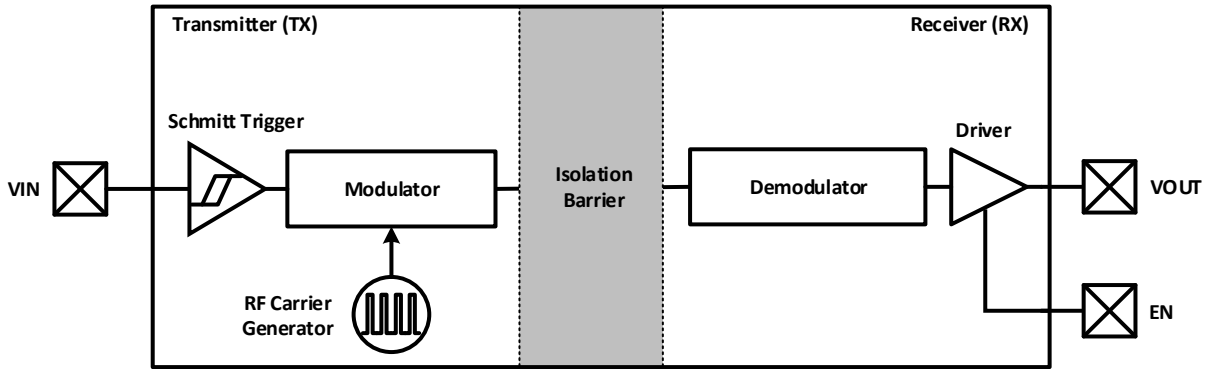 Transmitter (TX)
Receiver (RX)
Schmitt Trigger
Driver
VIN
Modulator
Isolation
Barrier
Demodulator
VOUT
RF Carrier
Generator
EN